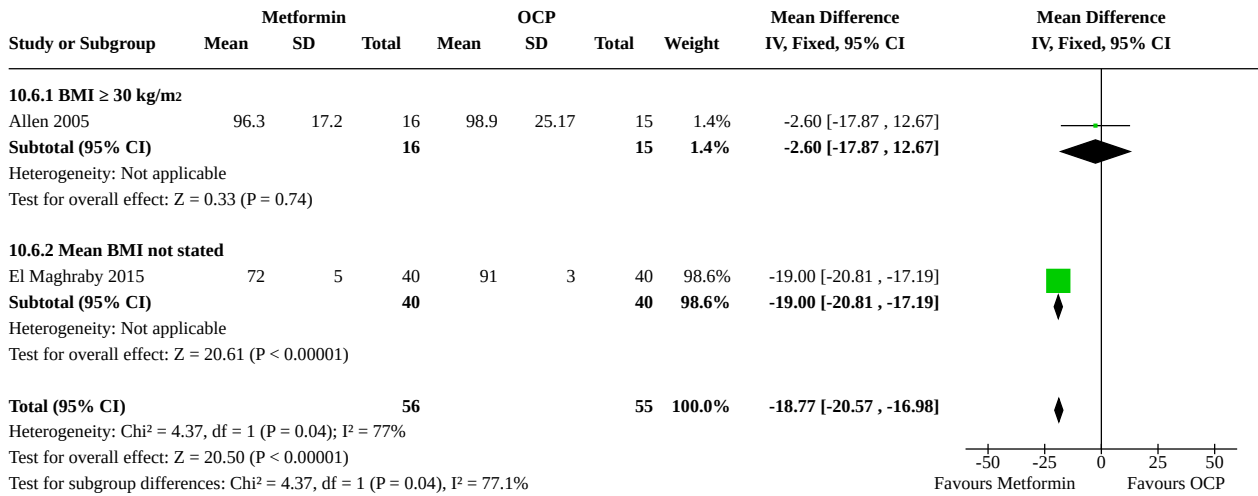 Metformin OCP Mean Difference Mean Difference
Study or Subgroup Mean SD Total Mean SD Total Weight IV, Fixed, 95% CI IV, Fixed, 95% CI
10.6.1 BMI ≥ 30 kg/m2
Allen 2005 96.3 17.2 16 98.9 25.17 15 1.4% -2.60 [-17.87 , 12.67]
Subtotal (95% CI) 16 15 1.4% -2.60 [-17.87 , 12.67]
Heterogeneity: Not applicable
Test for overall effect: Z = 0.33 (P = 0.74)
10.6.2 Mean BMI not stated
El Maghraby 2015 72 5 40 91 3 40 98.6% -19.00 [-20.81 , -17.19]
Subtotal (95% CI) 40 40 98.6% -19.00 [-20.81 , -17.19]
Heterogeneity: Not applicable
Test for overall effect: Z = 20.61 (P < 0.00001)
Total (95% CI) 56 55 100.0% -18.77 [-20.57 , -16.98]
Heterogeneity: Chi² = 4.37, df = 1 (P = 0.04); I² = 77%
Test for overall effect: Z = 20.50 (P < 0.00001) -50 -25 0 25 50
Test for subgroup differences: Chi² = 4.37, df = 1 (P = 0.04), I² = 77.1% Favours Metformin Favours OCP